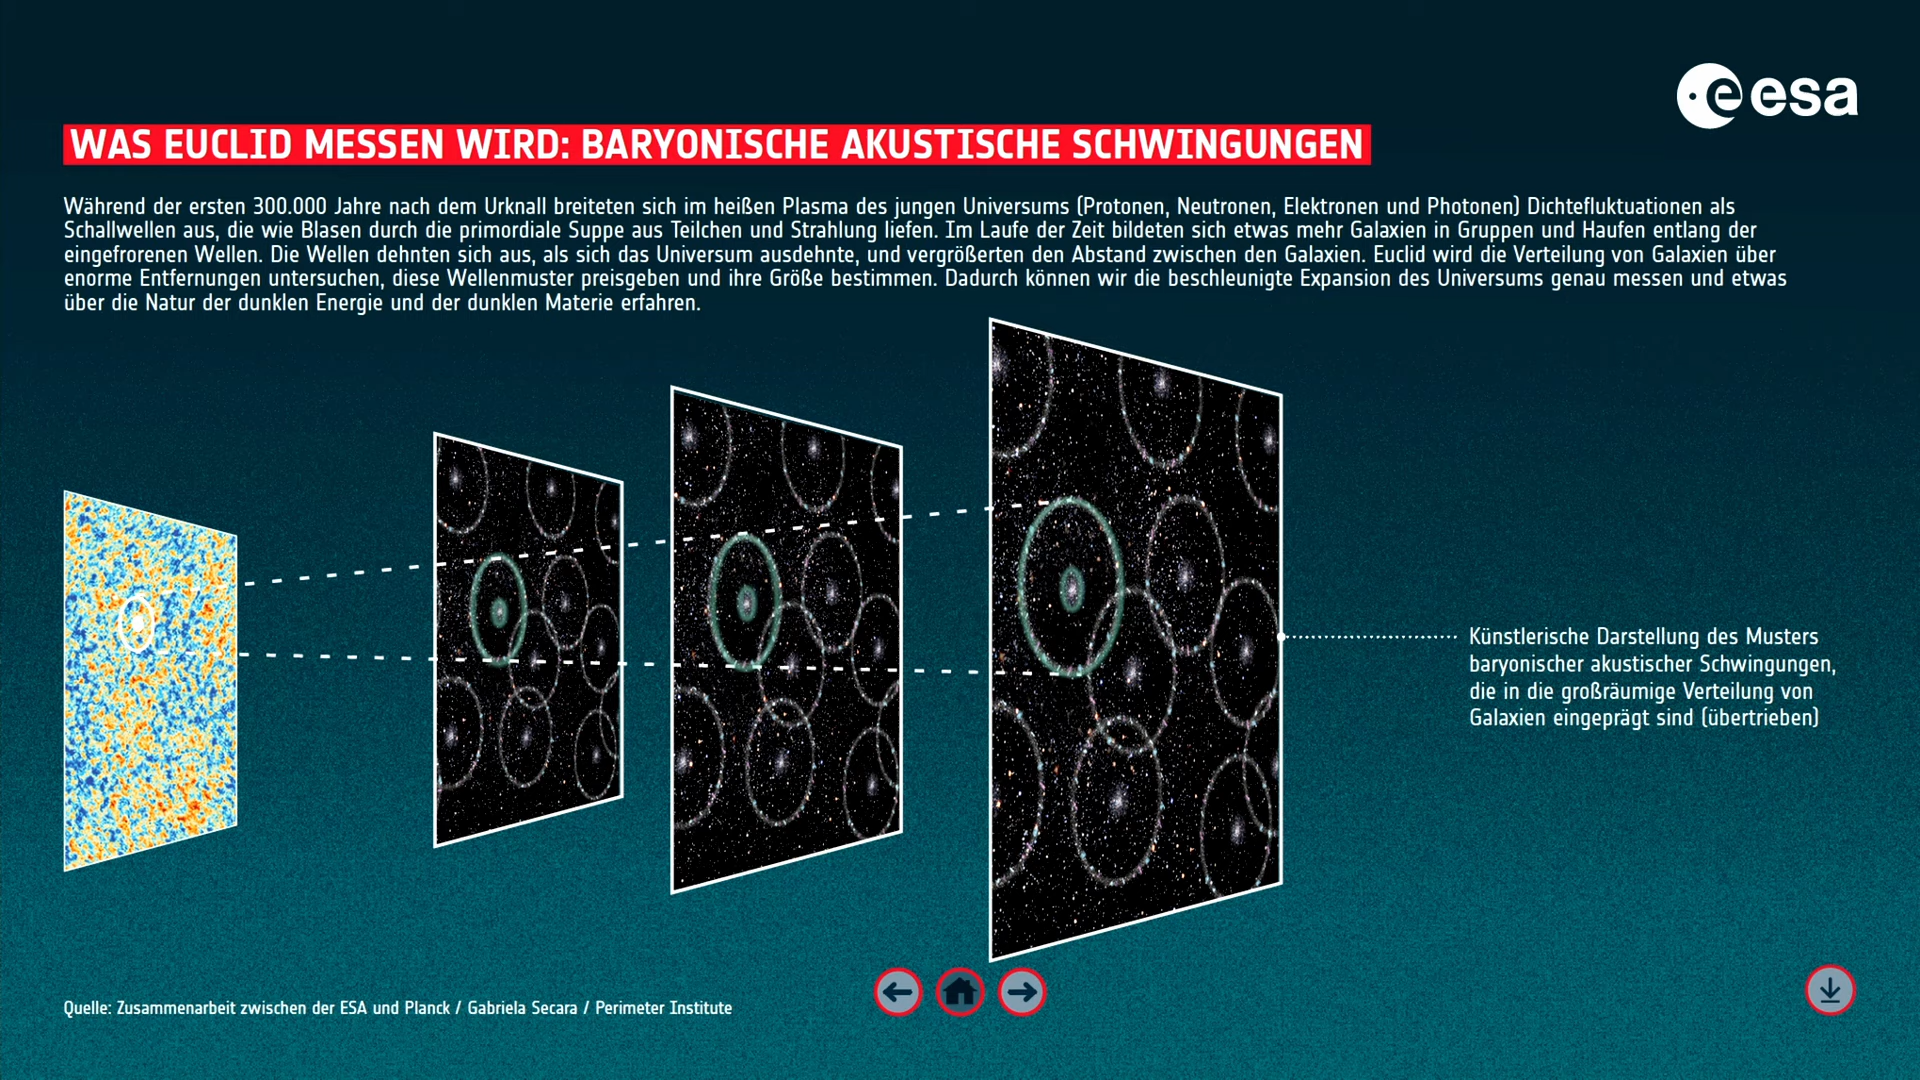 esa
WAS EUCLID MESSEN WIRD: BARYONISCHE AKUSTISCHE SCHWINGUNGEN
Während der ersten 300.000 Jahre nach dem Urknall breiteten sich im heißen Plasma des jungen Universums (Protonen, Neutronen, Elektronen und Photonen) Dichtefluktuationen als
Schallwellen aus, die wie Blasen durch die primordiale Suppe aus Teilchen und Strahlung liefen. Im Laufe der Zeit bildeten sich etwas mehr Galaxien in Gruppen und Haufen entlang der
eingefrorenen Wellen. Die Wellen dehnten sich aus, als sich das Universum ausdehnte, und vergrößerten den Abstand zwischen den Galaxien. Euclid wird die Verteilung von Galaxien über
enorme Entfernungen untersuchen, diese Wellenmuster preisgeben und ihre Größe bestimmen. Dadurch können wir die beschleunigte Expansion des Universums genau messen und etwas
über die Natur der dunklen Energie und der dunklen Materie erfahren.
Künstlerische Darstellung des Musters
baryonischer akustischer Schwingungen,
die in die großräumige Verteilung von
Galaxien eingeprägt sind (übertrieben)
Quelle: Zusammenarbeit zwischen der ESA und Planck / Gabriela Secara / Perimeter Institute